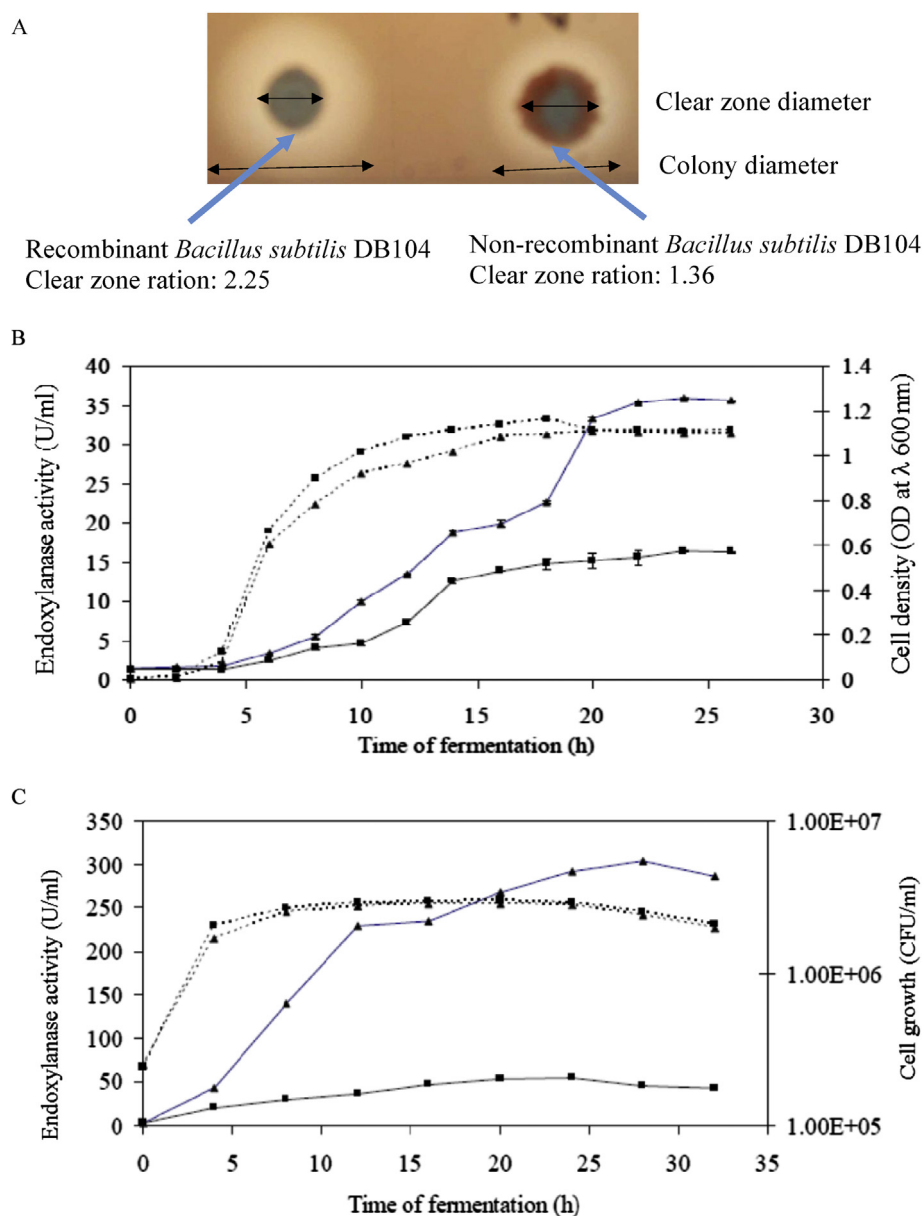 A
Clear zone diameter
Colony diameter
Recombinant Bacillus subtilis DB104
Clear zone ration: 2.25
Non-recombinant Bacillus subtilis DB104
Clear zone ration: 1.36
B
Endoxylanase activity (U/ml)
40
35
30
25
20
15
10
5
0
1.4
1.2
1
0.8
0.6
0.4
0.2
0
Cell density (OD at λ 600nm)
0 5 10 15 20 25 30
Time of fermentation (h)
C
Endoxylanase activity (U/ml)
350
300
250
200
150
100
50
0
1.00E+07
1.00E+06
1.00E+05
Cell growth (CFU/ml)
0 5 10 15 20 25 30 35
Time of fermentation (h)